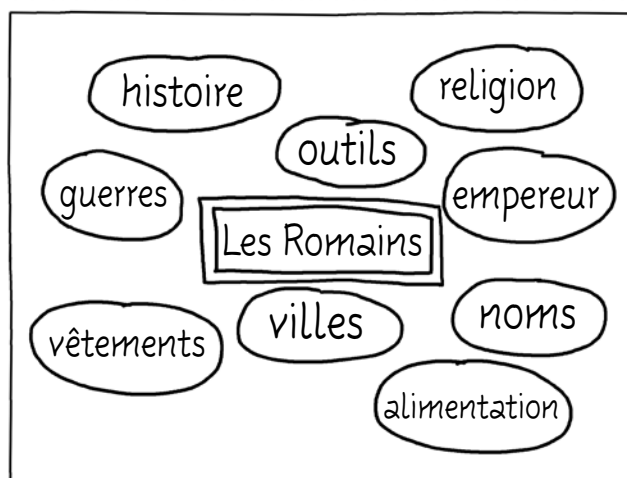 histoire
religion
outils
guerres
empereur
Les Romains
villes
noms
vêtements
alimentation